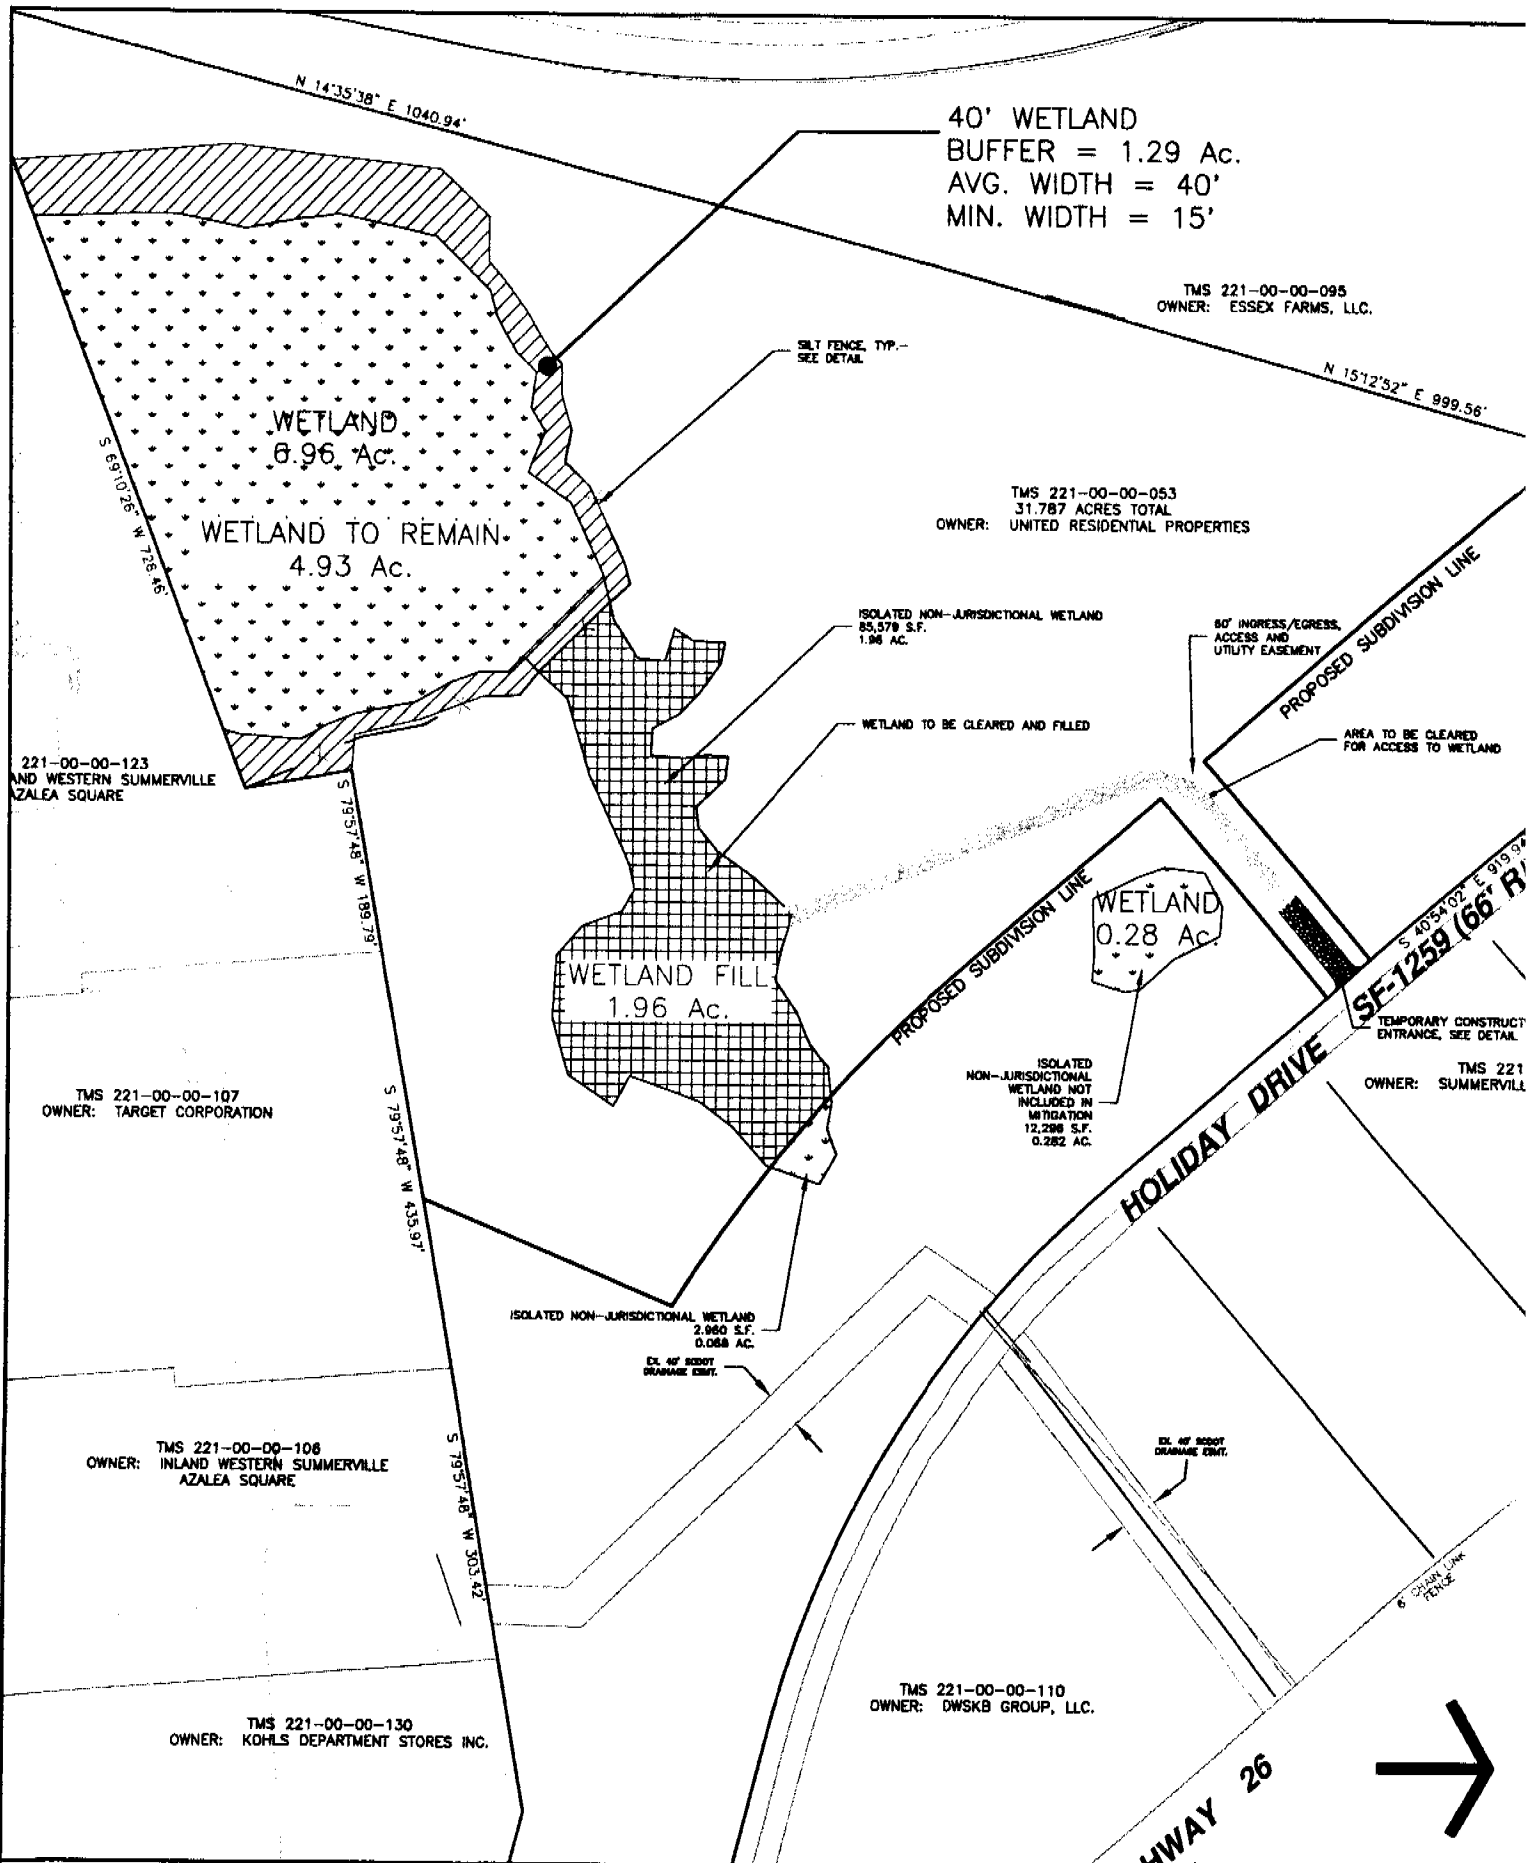 N 14°35'38" E 1040.94'
40' WETLAND
BUFFER = 1.29 Ac.
AVG. WIDTH = 40'
MIN. WIDTH = 15'
TMS 221-00-00-095
OWNER: ESSEX FARMS, LLC.
SILT FENCE, TYP.-
SEE DETAIL
N 15°12'52" E 999.56'
WETLAND
6.96 Ac.
S 69°10'26" W 726.46'
WETLAND TO REMAIN
4.93 Ac.
TMS 221-00-00-053
31.787 ACRES TOTAL
OWNER: UNITED RESIDENTIAL PROPERTIES
ISOLATED NON-JURISDICTIONAL WETLAND
85,579 S.F.
1.96 AC.
60' INGRESS/EGRESS,
ACCESS AND
UTILITY EASEMENT
PROPOSED SUBDIVISION LINE
WETLAND TO BE CLEARED AND FILLED
AREA TO BE CLEARED
FOR ACCESS TO WETLAND
221-00-00-123
AND WESTERN SUMMERVILLE
AZALEA SQUARE
S 79°57'48" W 189.79'
WETLAND
0.28 Ac.
PROPOSED SUBDIVISION LINE
S 40°54'02" E 919.94
SF-1259 (66' R/
WETLAND FILL
1.96 Ac.
TEMPORARY CONSTRUCT
ENTRANCE, SEE DETAIL
ISOLATED
NON-JURISDICTIONAL
WETLAND NOT
INCLUDED IN
MITIGATION
12,296 S.F.
0.282 AC.
TMS 221
OWNER: SUMMERVILL
TMS 221-00-00-107
OWNER: TARGET CORPORATION
HOLIDAY DRIVE
S 79°57'48" W 435.97'
ISOLATED NON-JURISDICTIONAL WETLAND
2,960 S.F.
0.068 AC.
EX. 40' SCDOT
DRAINAGE ESMT.
TMS 221-00-00-106
OWNER: INLAND WESTERN SUMMERVILLE
AZALEA SQUARE
S 79°57'48" W 303.42'
EX. 40' SCDOT
DRAINAGE ESMT.
6' CHAIN LINK
FENCE
TMS 221-00-00-110
OWNER: DWSKB GROUP, LLC.
TMS 221-00-00-130
OWNER: KOHLS DEPARTMENT STORES INC.
HWAY 26